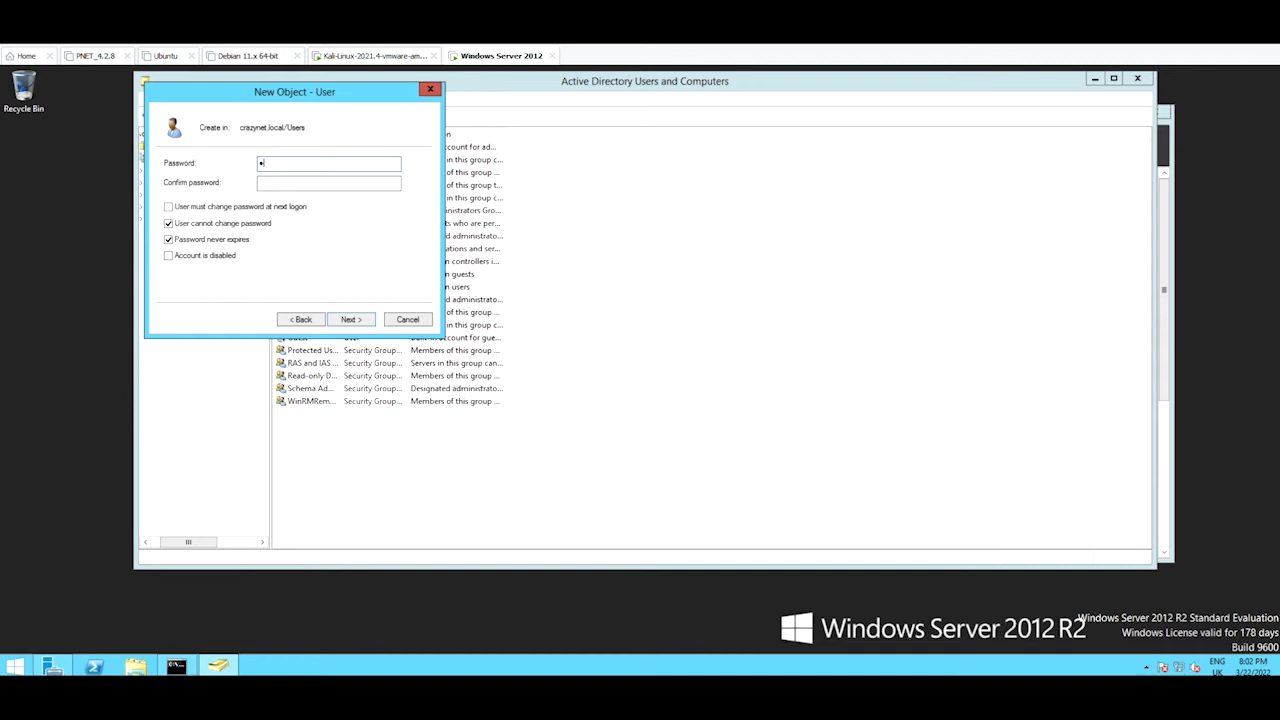 Home
PNET_4.2.8
Ubuntu
Debian 11.x 64-bit
Kali-Linux-2021.4-vmware-am...
Windows Server 2012
Recycle Bin
Active Directory Users and Computers
New Object - User
Create in: crazynet.local/Users
Password:
Confirm password:
User must change password at next logon
User cannot change password
Password never expires
Account is disabled
< Back
Next >
Cancel
count for ad...
in this group c...
of this group ...
of this group t...
in this group c...
ministrators Gro...
ts who are per...
d administrato...
ations and ser...
n controllers i...
n guests
n users
d administrato...
of this group ...
in this group c...
Protected Us... Security Group... Members of this group ...
RAS and IAS ... Security Group... Servers in this group can...
Read-only D... Security Group... Members of this group ...
Schema Ad... Security Group... Designated administrato...
WinRMRem... Security Group... Members of this group ...
Windows Server 2012 R2
Windows Server 2012 R2 Standard Evaluation
Windows License valid for 178 days
Build 9600
ENG
UK
8:02 PM
3/22/2022